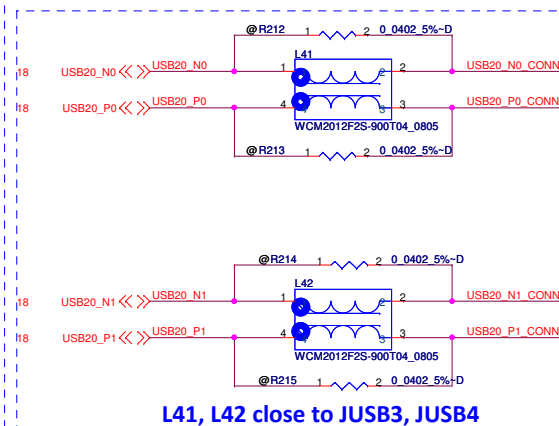 @R212 1 2 0_0402_5%~D
L41
18 USB20_N0 USB20_N0 1 2 USB20_N0_CONN
18 USB20_P0 USB20_P0 4 3 USB20_P0_CONN
WCM2012F2S-900T04_0805
@R213 1 2 0_0402_5%~D
@R214 1 2 0_0402_5%~D
L42
18 USB20_N1 USB20_N1 1 2 USB20_N1_CONN
18 USB20_P1 USB20_P1 4 3 USB20_P1_CONN
WCM2012F2S-900T04_0805
@R215 1 2 0_0402_5%~D
L41, L42 close to JUSB3, JUSB4